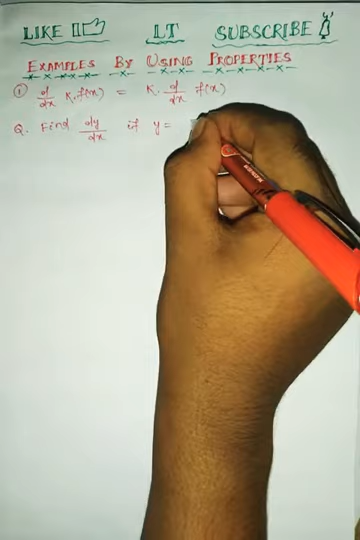 LIKE LT SUBSCRIBE
EXAMPLES BY USING PROPERTIES
① d/dx K.f(x) = K. d/dx f(x)
Q. Find dy/dx if y=